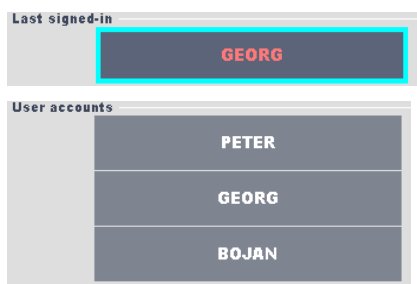 Last signed-in
GEORG
User accounts
PETER
GEORG
BOJAN